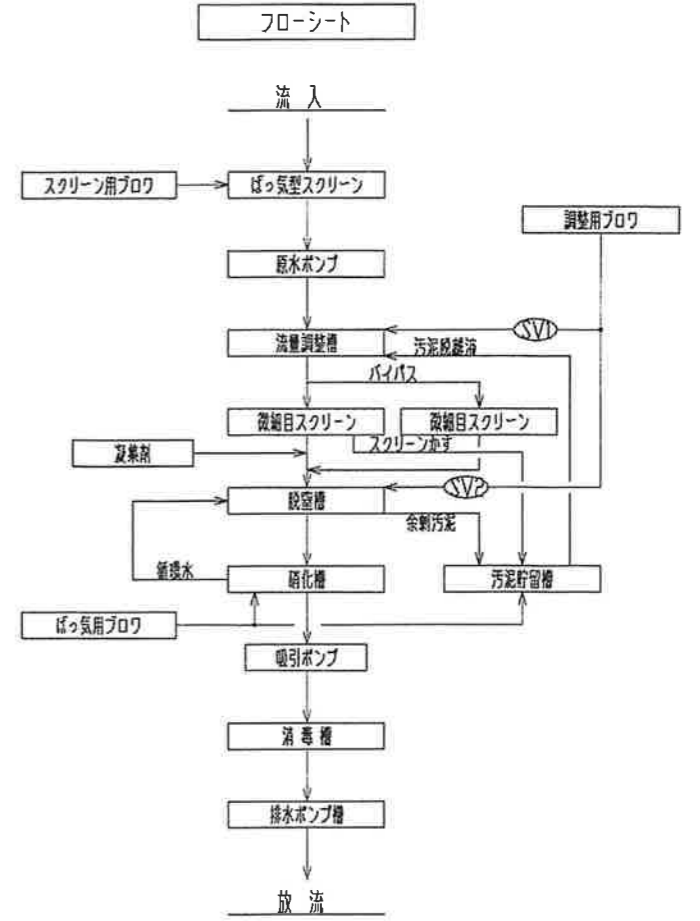 フローシート
流入
スクリーン用ブロワ
ばっ気型スクリーン
調整用ブロワ
原水ポンプ
SV1
流量調整槽
汚泥脱離液
バイパス
微細目スクリーン
微細目スクリーン
スクリーンかす
凝集剤
SV2
脱窒槽
余剰汚泥
循環水
硝化槽
汚泥貯留槽
ばっ気用ブロワ
吸引ポンプ
消毒槽
排水ポンプ槽
放流